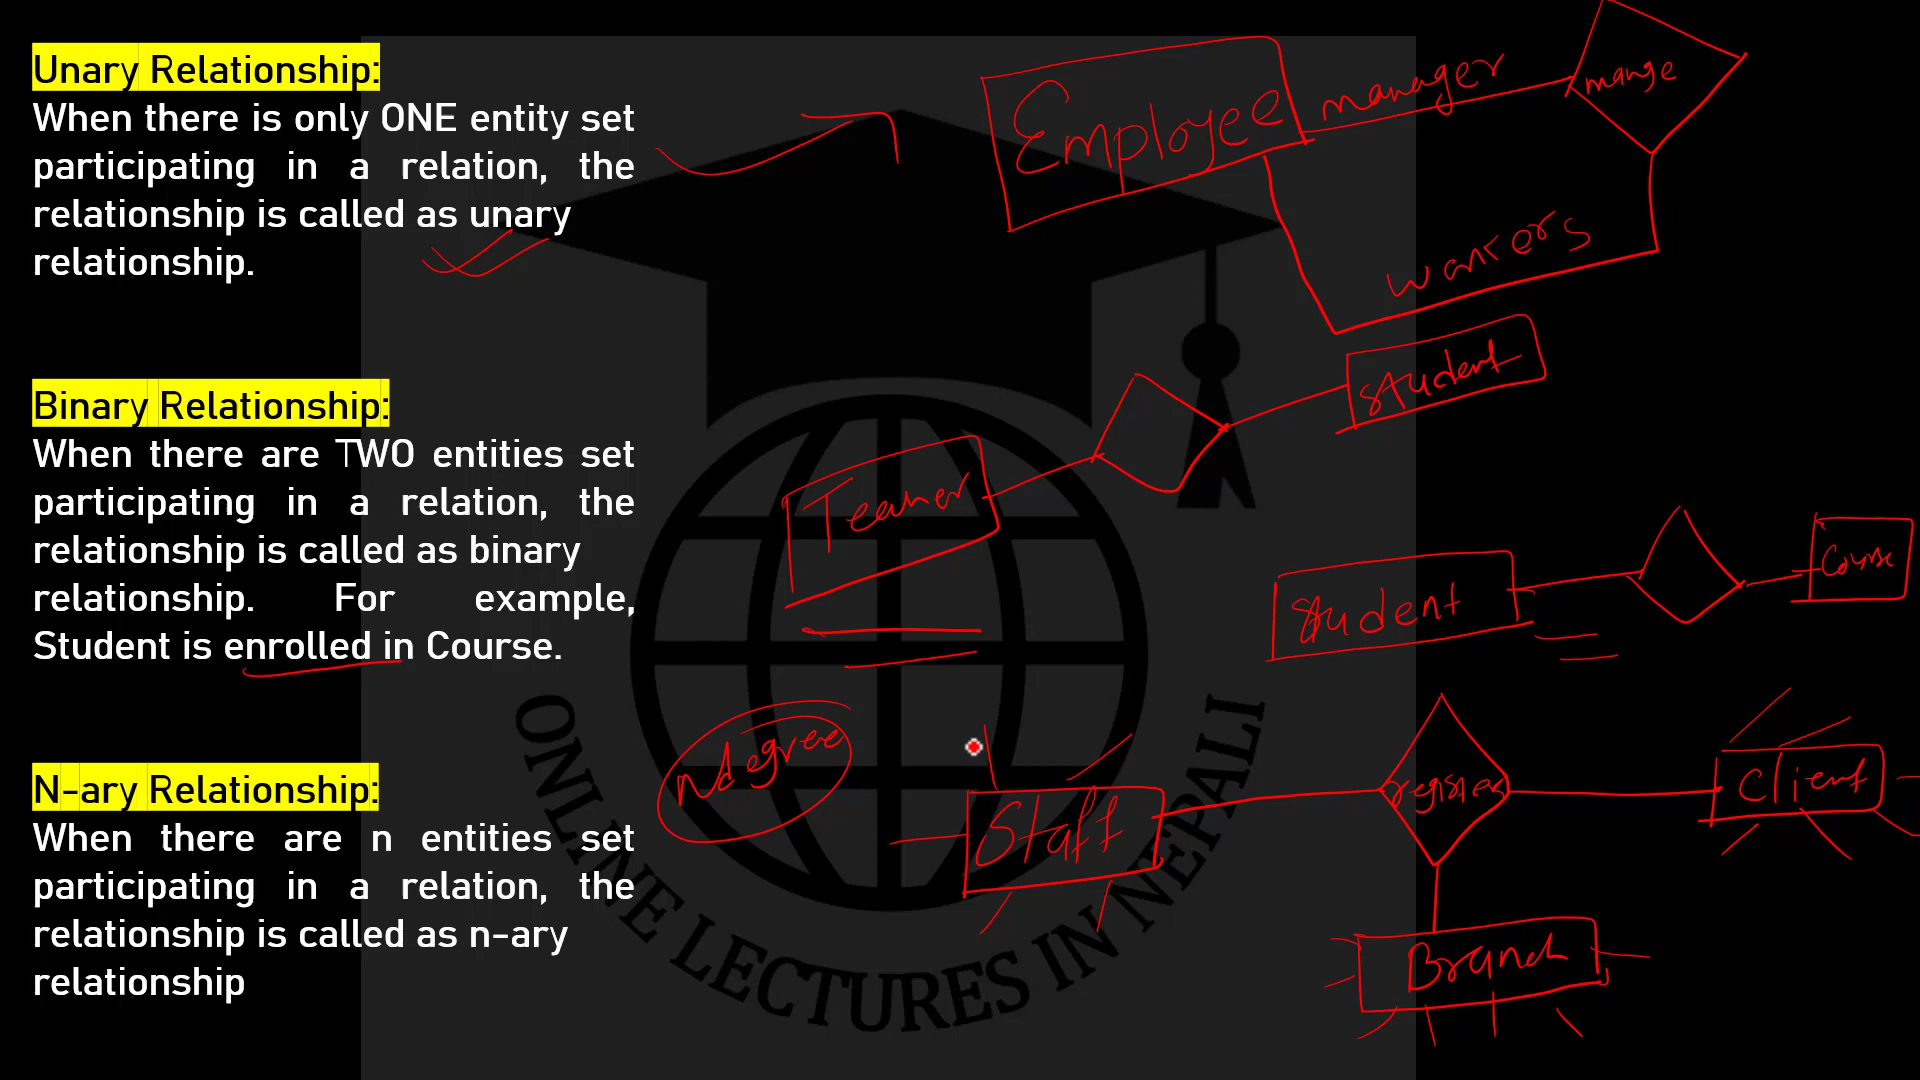 Unary Relationship:
When there is only ONE entity set
participating in a relation, the
relationship is called as unary
relationship.
Binary Relationship:
When there are TWO entities set
participating in a relation, the
relationship is called as binary
relationship. For example,
Student is enrolled in Course.
N-ary Relationship:
When there are n entities set
participating in a relation, the
relationship is called as n-ary
relationship
Employee
manager
mange
workers
Student
Teacher
Student
Course
ndegree
Staff
register
Client
Branch
ONLINE LECTURES IN NEPALI